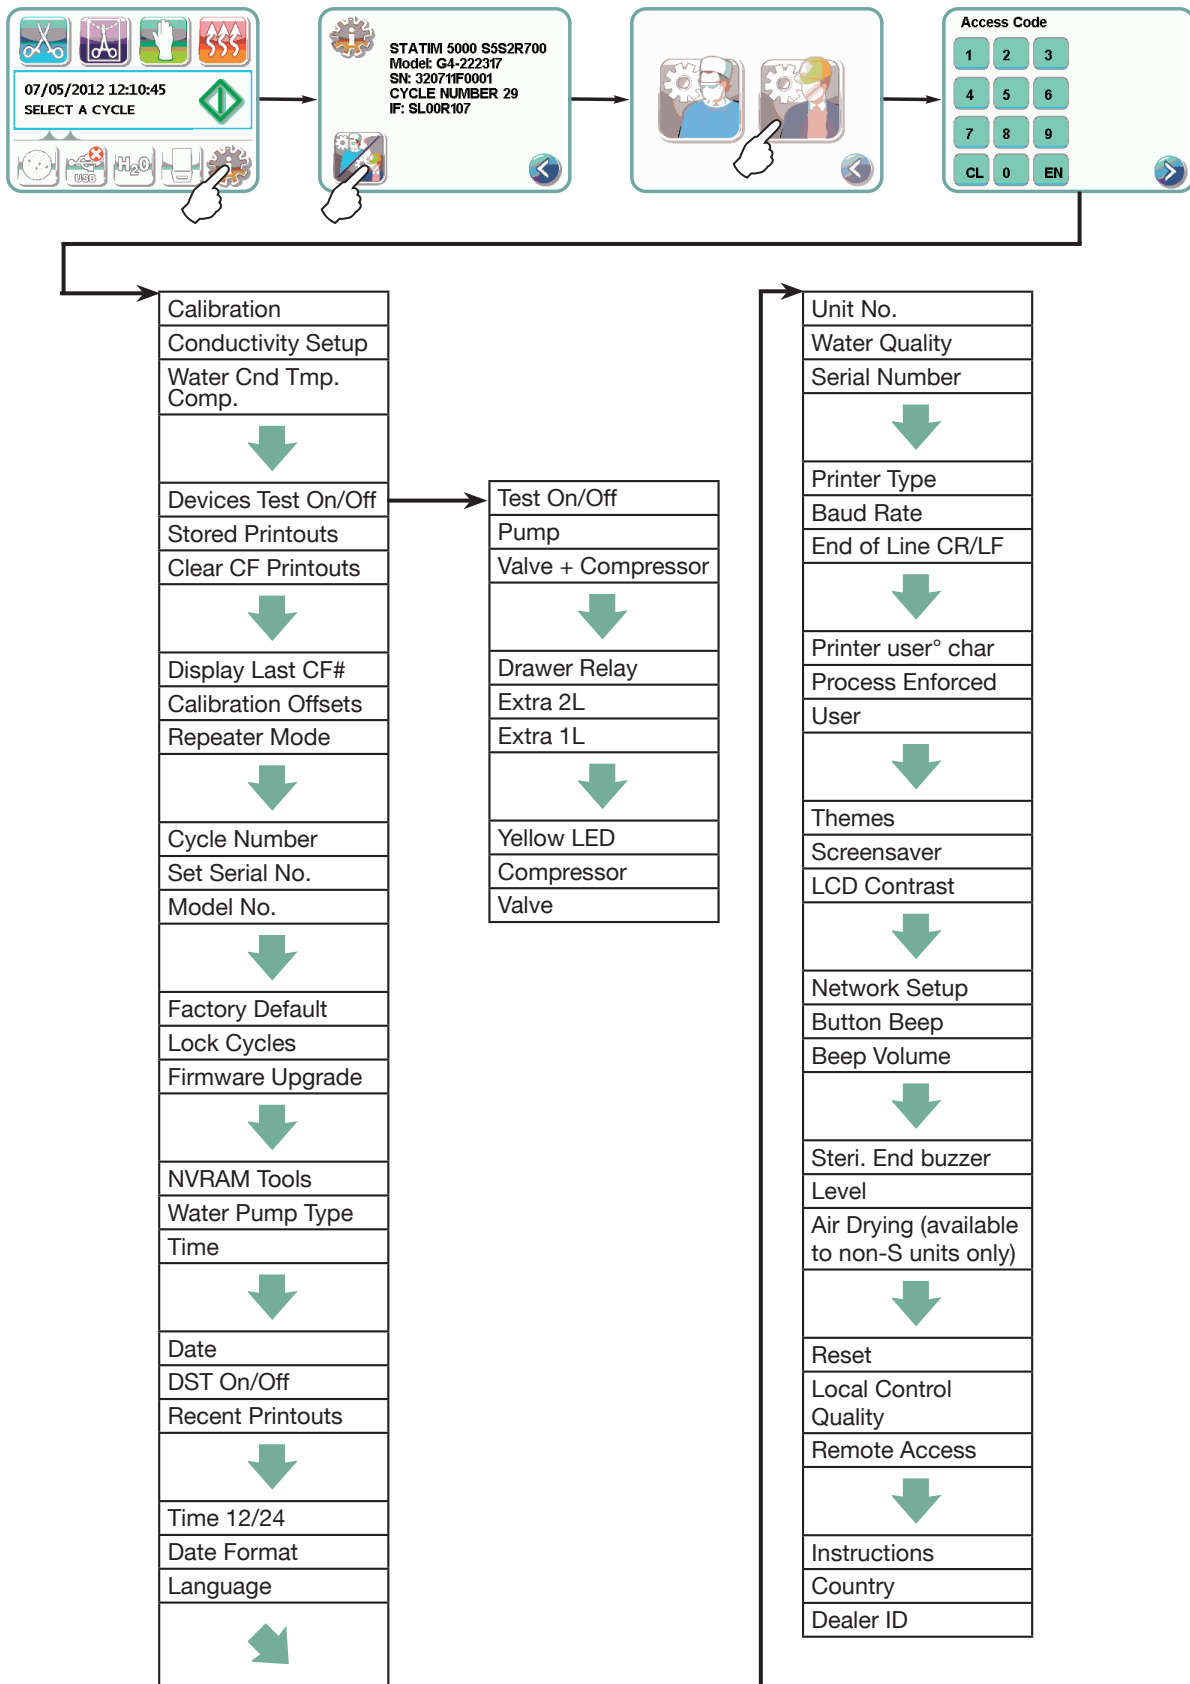 07/05/2012 12:10:45
SELECT A CYCLE
USB
H2O
STATIM 5000 S5S2R700
Model: G4-222317
SN: 320711F0001
CYCLE NUMBER 29
IF: SL00R107
Access Code
1 2 3
4 5 6
7 8 9
CL 0 EN
Calibration
Conductivity Setup
Water Cnd Tmp.
Comp.
Devices Test On/Off
Stored Printouts
Clear CF Printouts
Display Last CF#
Calibration Offsets
Repeater Mode
Cycle Number
Set Serial No.
Model No.
Factory Default
Lock Cycles
Firmware Upgrade
NVRAM Tools
Water Pump Type
Time
Date
DST On/Off
Recent Printouts
Time 12/24
Date Format
Language
Test On/Off
Pump
Valve + Compressor
Drawer Relay
Extra 2L
Extra 1L
Yellow LED
Compressor
Valve
Unit No.
Water Quality
Serial Number
Printer Type
Baud Rate
End of Line CR/LF
Printer user° char
Process Enforced
User
Themes
Screensaver
LCD Contrast
Network Setup
Button Beep
Beep Volume
Steri. End buzzer
Level
Air Drying (available
to non-S units only)
Reset
Local Control
Quality
Remote Access
Instructions
Country
Dealer ID